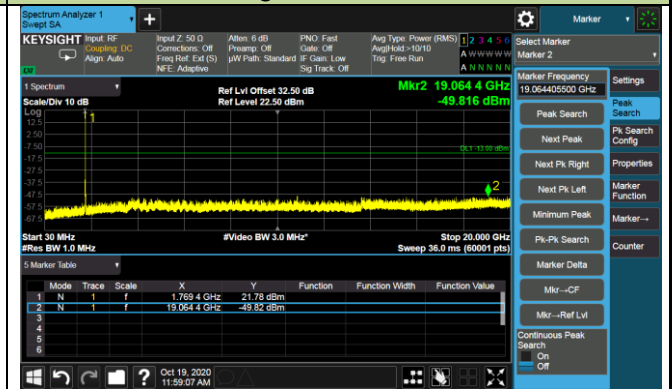 Spectrum Analyzer 1
Swept SA
Marker
KEYSIGHT Input: RF Input Z: 50 Ω Atten: 6 dB PNO: Fast Avg Type: Power (RMS) 1 2 3 4 5 6
Coupling: DC Corrections: Off Preamp: Off Gate: Off Avg|Hold:>10/10 A W W W W W
Align: Auto Freq Ref: Ext (S) µW Path: Standard IF Gain: Low Trig: Free Run
NFE: Adaptive Sig Track: Off A N N N N N
LXI
Select Marker
Marker 2
1 Spectrum
Ref Lvl Offset 32.50 dB
Mkr2 19.064 4 GHz
Scale/Div 10 dB
Ref Level 22.50 dBm
-49.816 dBm
Log
12.5
2.50
-7.50
-17.5
-27.5
-37.5
-47.5
-57.5
-67.5
1
DL1 -13.00 dBm
2
Start 30 MHz #Video BW 3.0 MHz* Stop 20.000 GHz
#Res BW 1.0 MHz Sweep 36.0 ms (60001 pts)
5 Marker Table
Mode Trace Scale X Y Function Function Width Function Value
1 N 1 f 1.769 4 GHz 21.78 dBm
2 N 1 f 19.064 4 GHz -49.82 dBm
3
4
5
6
Marker Frequency
19.064405500 GHz
Peak Search
Next Peak
Next Pk Right
Next Pk Left
Minimum Peak
Pk-Pk Search
Marker Delta
Mkr→CF
Mkr→Ref Lvl
Continuous Peak
Search
On
Off
Settings
Peak
Search
Pk Search
Config
Properties
Marker
Function
Marker→
Counter
? Oct 19, 2020
11:59:07 AM